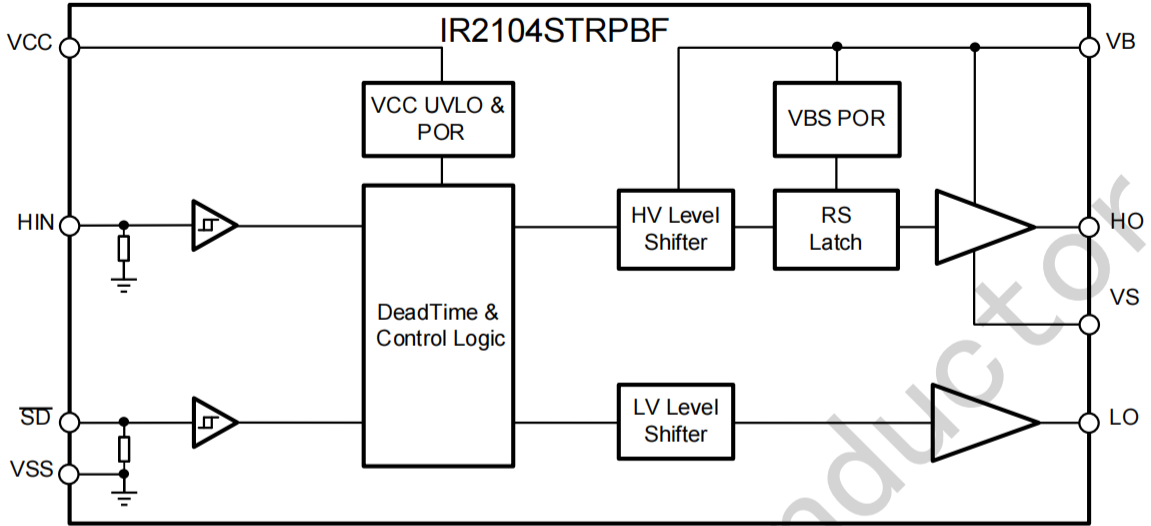 IR2104STRPBF
VCC
VB
VCC UVLO &
POR
VBS POR
HIN
HV Level
Shifter
RS
Latch
HO
VS
DeadTime &
Control Logic
SD
LV Level
Shifter
LO
VSS